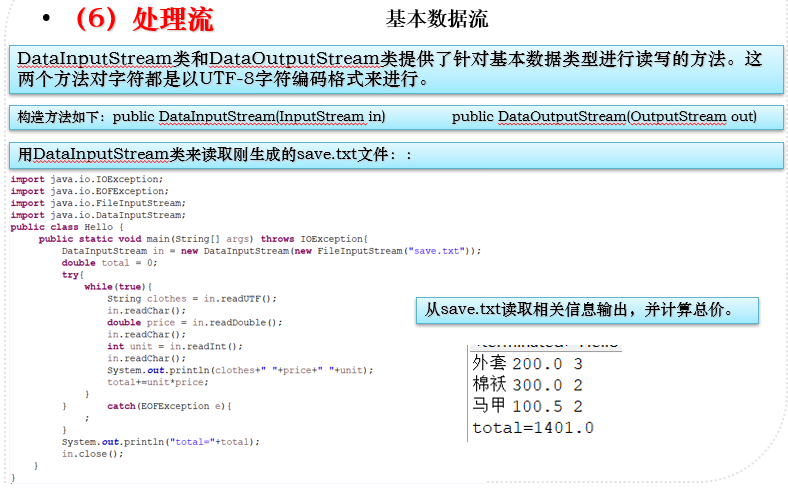 • （6）处理流
基本数据流
DataInputStream类和DataOutputStream类提供了针对基本数据类型进行读写的方法。这
两个方法对字符都是以UTF-8字符编码格式来进行。
构造方法如下：public DataInputStream(InputStream in) public DataOutputStream(OutputStream out)
用DataInputStream类来读取刚生成的save.txt文件：：
import java.io.IOException;
import java.io.EOFException;
import java.io.FileInputStream;
import java.io.DataInputStream;
public class Hello {
public static void main(String[] args) throws IOException{
DataInputStream in = new DataInputStream(new FileInputStream("save.txt"));
double total = 0;
try{
while(true){
String clothes = in.readUTF();
in.readChar();
double price = in.readDouble();
in.readChar();
int unit = in.readInt();
in.readChar();
System.out.println(clothes+" "+price+" "+unit);
total+=unit*price;
}
} catch(EOFException e){
;
}
System.out.println("total="+total);
in.close();
}
}
从save.txt读取相关信息输出，并计算总价。
外套 200.0 3
棉袄 300.0 2
马甲 100.5 2
total=1401.0